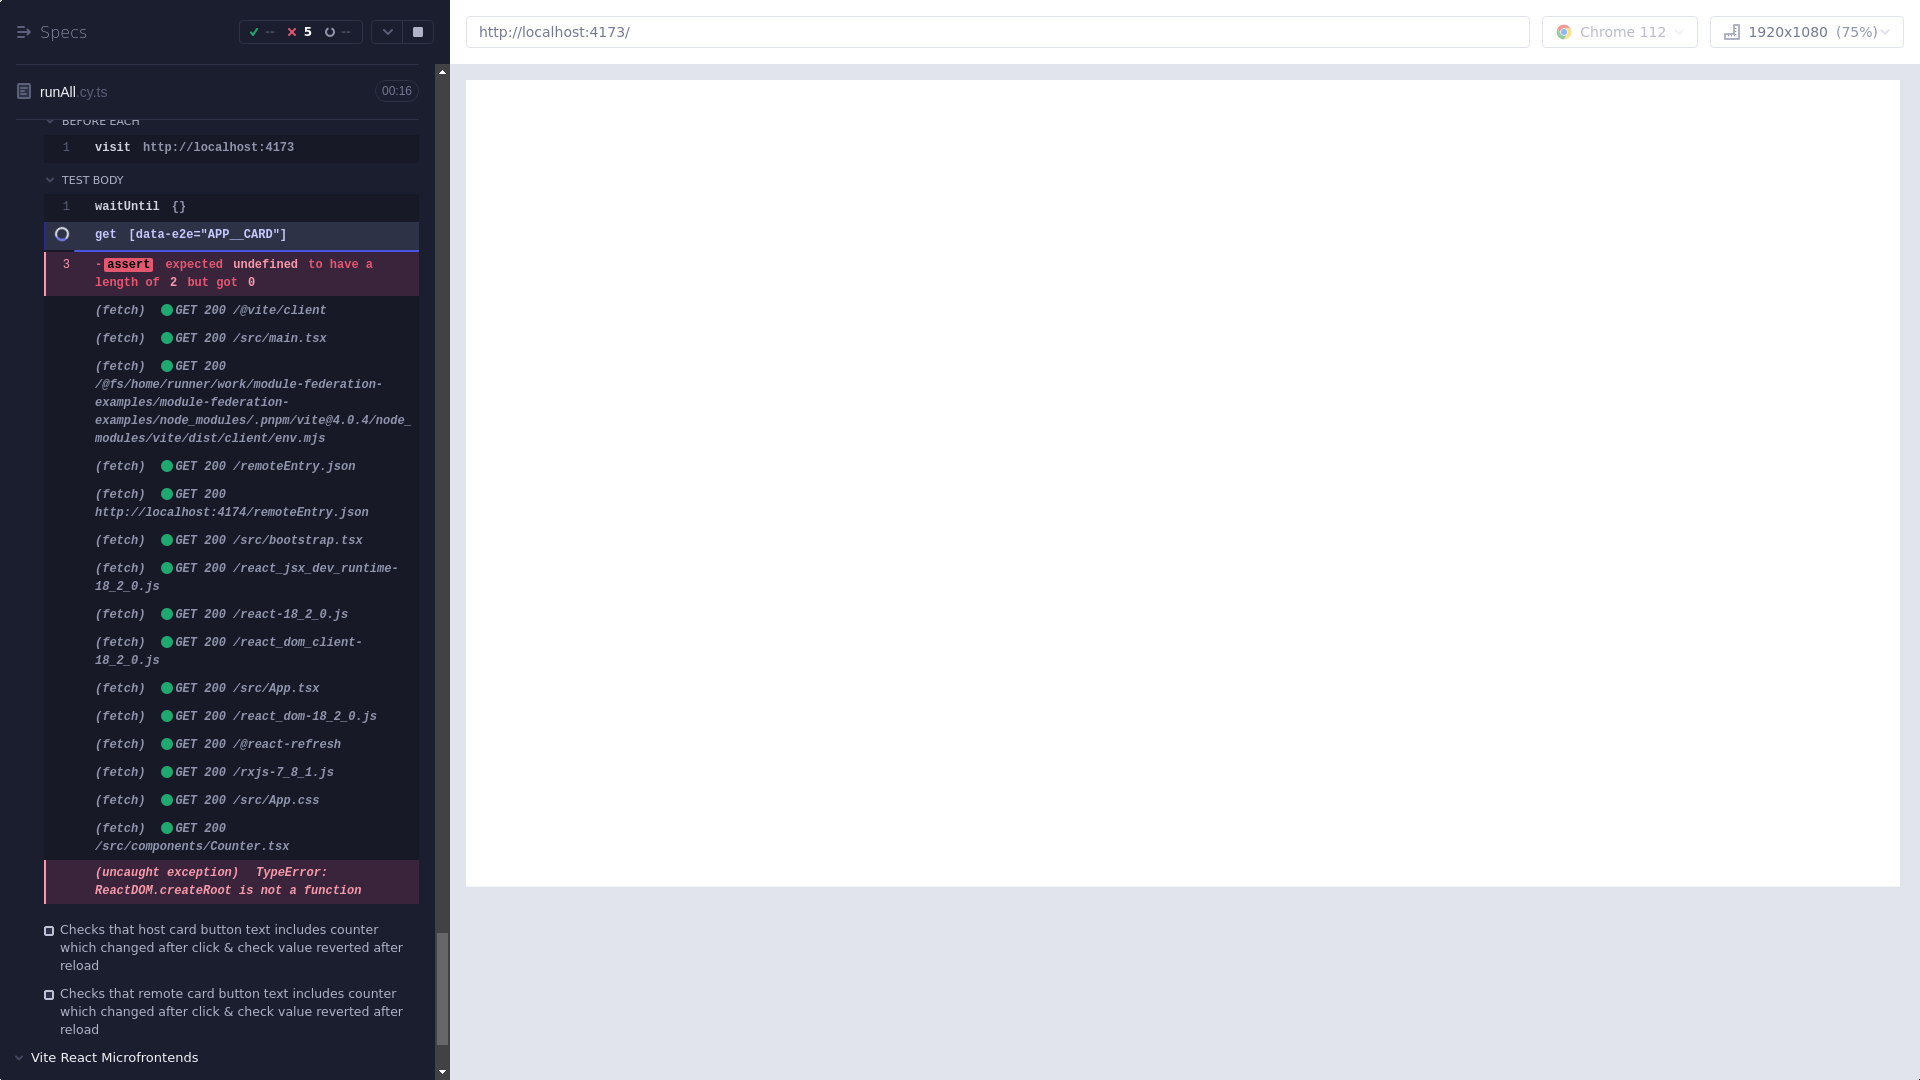 Specs
-- 5 --
http://localhost:4173/
Chrome 112
1920x1080 (75%)
runAll.cy.ts
00:16
BEFORE EACH
1 visit http://localhost:4173
TEST BODY
1 waitUntil {}
get [data-e2e="APP__CARD"]
3 -assert expected undefined to have a
length of 2 but got 0
(fetch) GET 200 /@vite/client
(fetch) GET 200 /src/main.tsx
(fetch) GET 200
/@fs/home/runner/work/module-federation-
examples/module-federation-
examples/node_modules/.pnpm/vite@4.0.4/node_
modules/vite/dist/client/env.mjs
(fetch) GET 200 /remoteEntry.json
(fetch) GET 200
http://localhost:4174/remoteEntry.json
(fetch) GET 200 /src/bootstrap.tsx
(fetch) GET 200 /react_jsx_dev_runtime-
18_2_0.js
(fetch) GET 200 /react-18_2_0.js
(fetch) GET 200 /react_dom_client-
18_2_0.js
(fetch) GET 200 /src/App.tsx
(fetch) GET 200 /react_dom-18_2_0.js
(fetch) GET 200 /@react-refresh
(fetch) GET 200 /rxjs-7_8_1.js
(fetch) GET 200 /src/App.css
(fetch) GET 200
/src/components/Counter.tsx
(uncaught exception) TypeError:
ReactDOM.createRoot is not a function
Checks that host card button text includes counter
which changed after click & check value reverted after
reload
Checks that remote card button text includes counter
which changed after click & check value reverted after
reload
Vite React Microfrontends